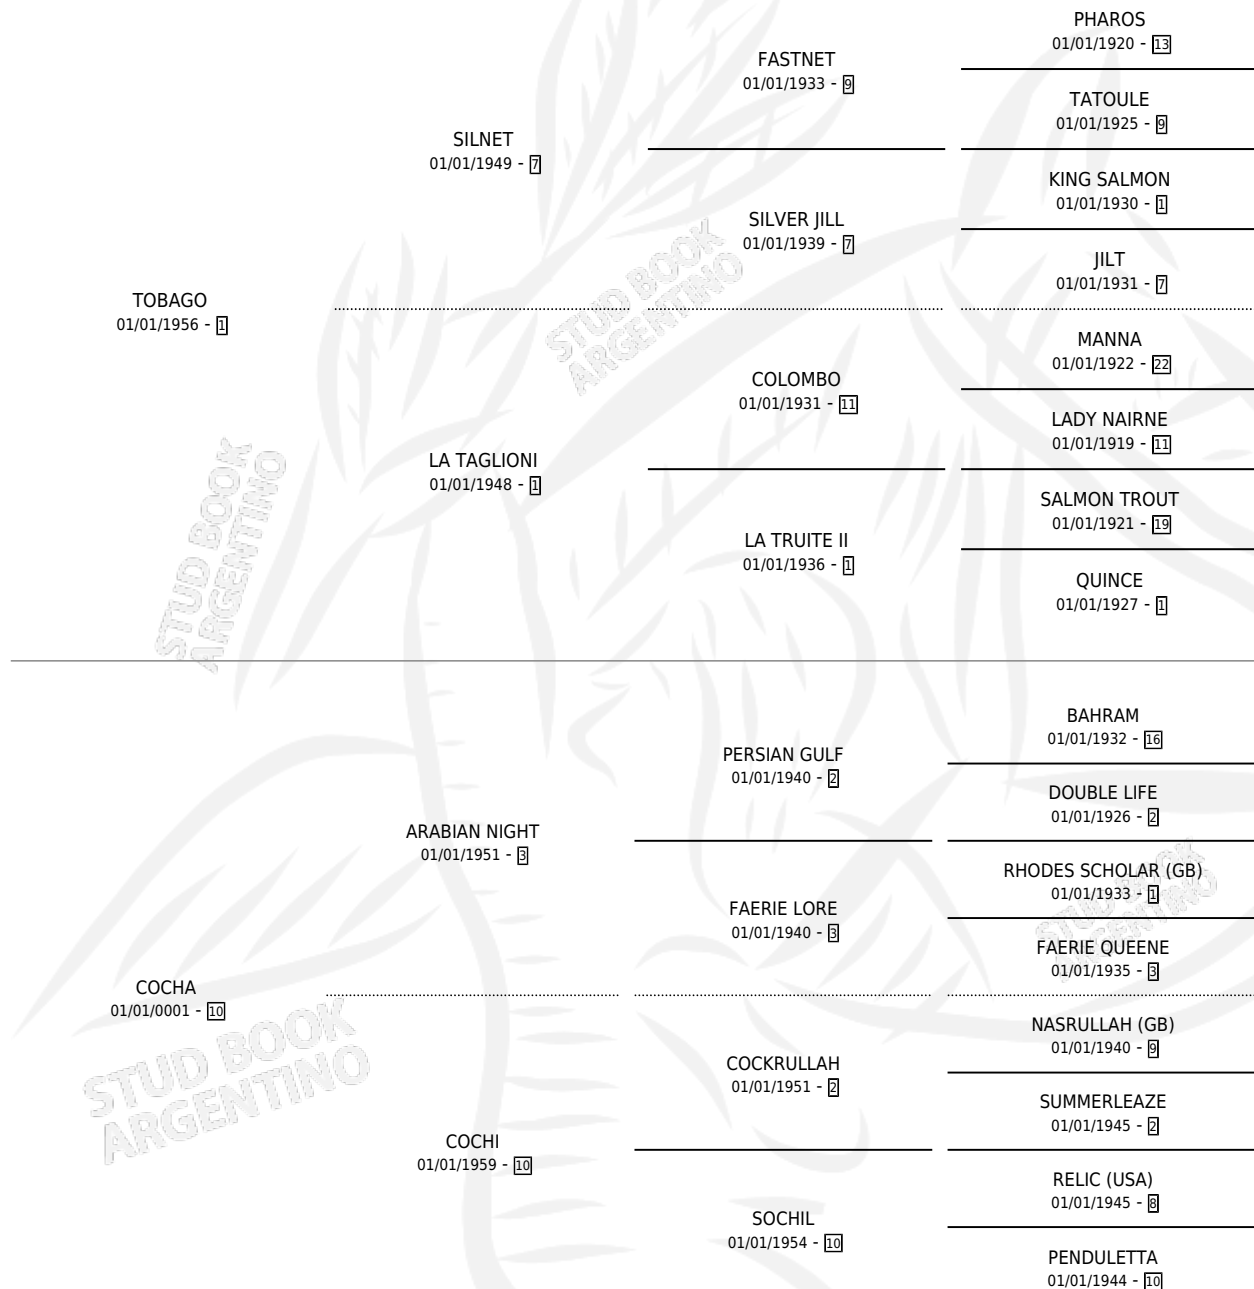 PHAROS
01/01/1920 - 13
FASTNET
01/01/1933 - 9
TATOULE
01/01/1925 - 9
SILNET
01/01/1949 - 7
KING SALMON
01/01/1930 - 1
SILVER JILL
01/01/1939 - 7
JILT
01/01/1931 - 7
TOBAGO
01/01/1956 - 1
MANNA
01/01/1922 - 22
COLOMBO
01/01/1931 - 11
LADY NAIRNE
01/01/1919 - 11
LA TAGLIONI
01/01/1948 - 1
SALMON TROUT
01/01/1921 - 19
LA TRUITE II
01/01/1936 - 1
QUINCE
01/01/1927 - 1
BAHRAM
01/01/1932 - 16
PERSIAN GULF
01/01/1940 - 2
DOUBLE LIFE
01/01/1926 - 2
ARABIAN NIGHT
01/01/1951 - 3
RHODES SCHOLAR (GB)
01/01/1933 - 1
FAERIE LORE
01/01/1940 - 3
FAERIE QUEENE
01/01/1935 - 3
COCHA
01/01/0001 - 10
NASRULLAH (GB)
01/01/1940 - 9
COCKRULLAH
01/01/1951 - 2
SUMMERLEAZE
01/01/1945 - 2
COCHI
01/01/1959 - 10
RELIC (USA)
01/01/1945 - 8
SOCHIL
01/01/1954 - 10
PENDULETTA
01/01/1944 - 10
STUD BOOK
ARGENTINO
STUD BOOK
ARGENTINO
STUD BOOK
ARGENTINO
STUD BOOK
ARGENTINO